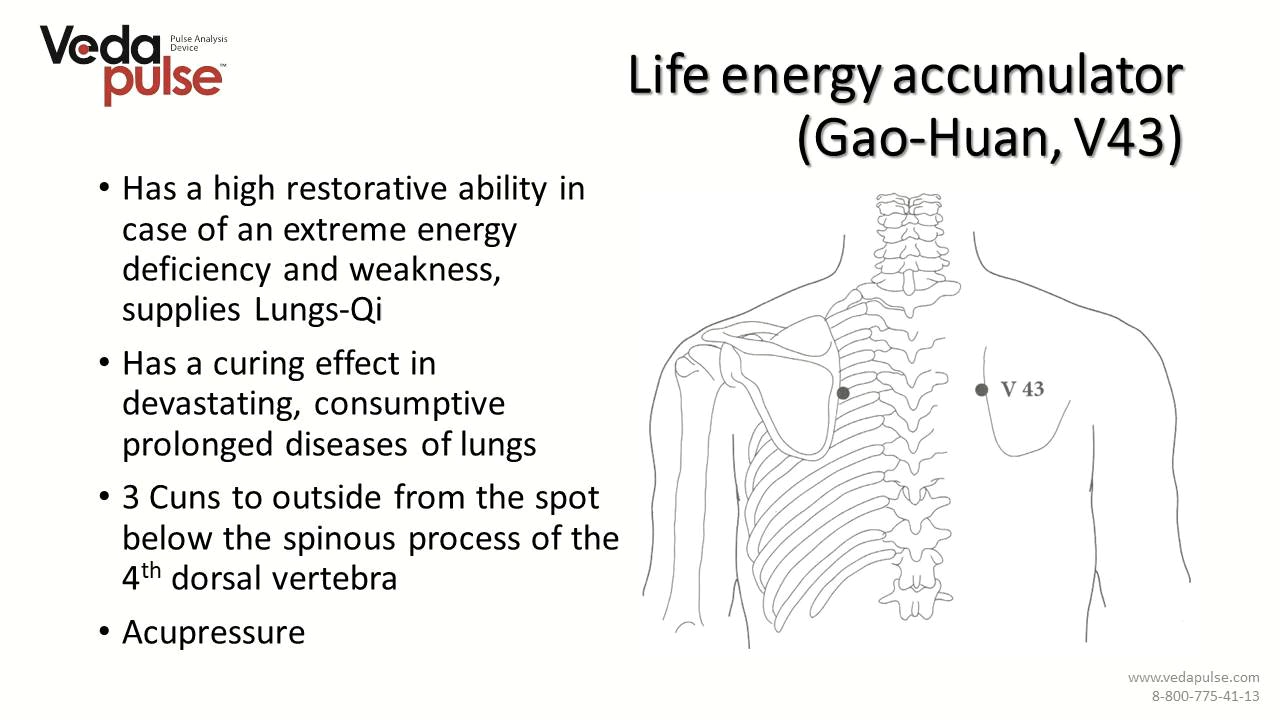 Veda
pulse™
Pulse Analysis
Device
Life energy accumulator
(Gao-Huan, V43)
• Has a high restorative ability in
case of an extreme energy
deficiency and weakness,
supplies Lungs-Qi
• Has a curing effect in
devastating, consumptive
prolonged diseases of lungs
• 3 Cuns to outside from the spot
below the spinous process of the
4th dorsal vertebra
• Acupressure
V 43
www.vedapulse.com
8-800-775-41-13